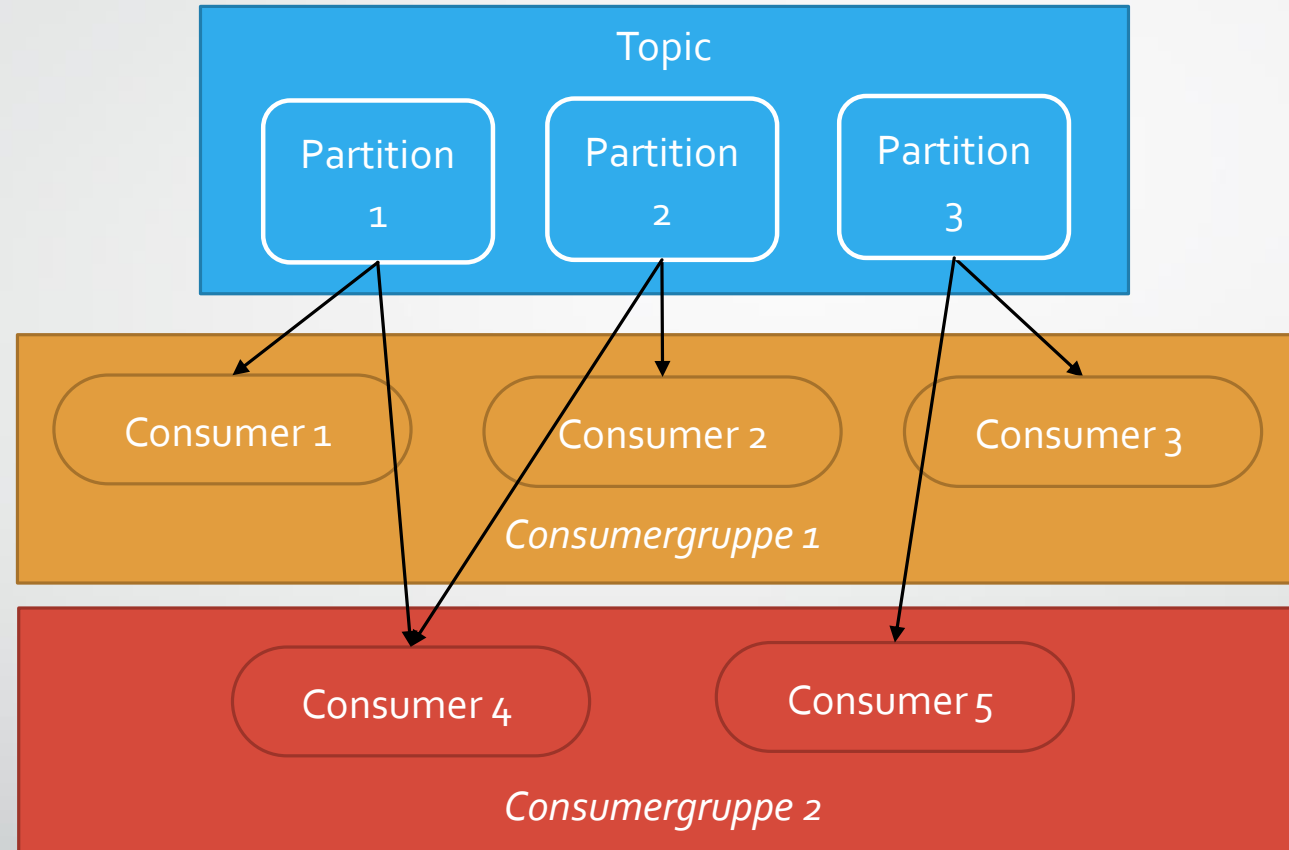 Topic
Partition
1
Partition
2
Partition
3
Consumer 1
Consumer 2
Consumer 3
Consumergruppe 1
Consumer 4
Consumer 5
Consumergruppe 2